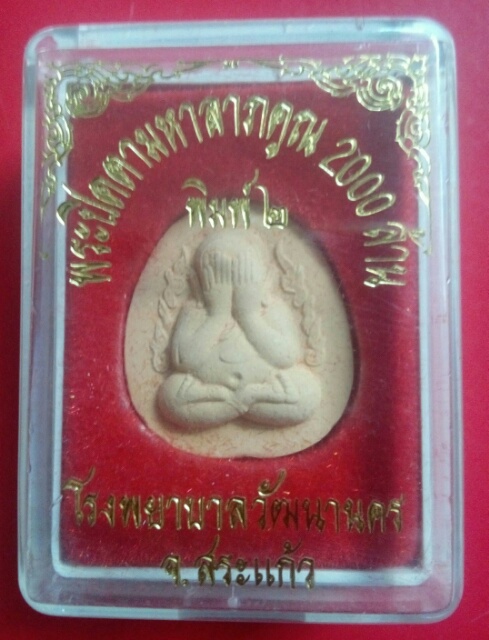 พระปิดตามหาลาภคูณ 2000 ล้าน
พิมพ์ ๒
โรงพยาบาลวัฒนานคร
จ.สระแก้ว